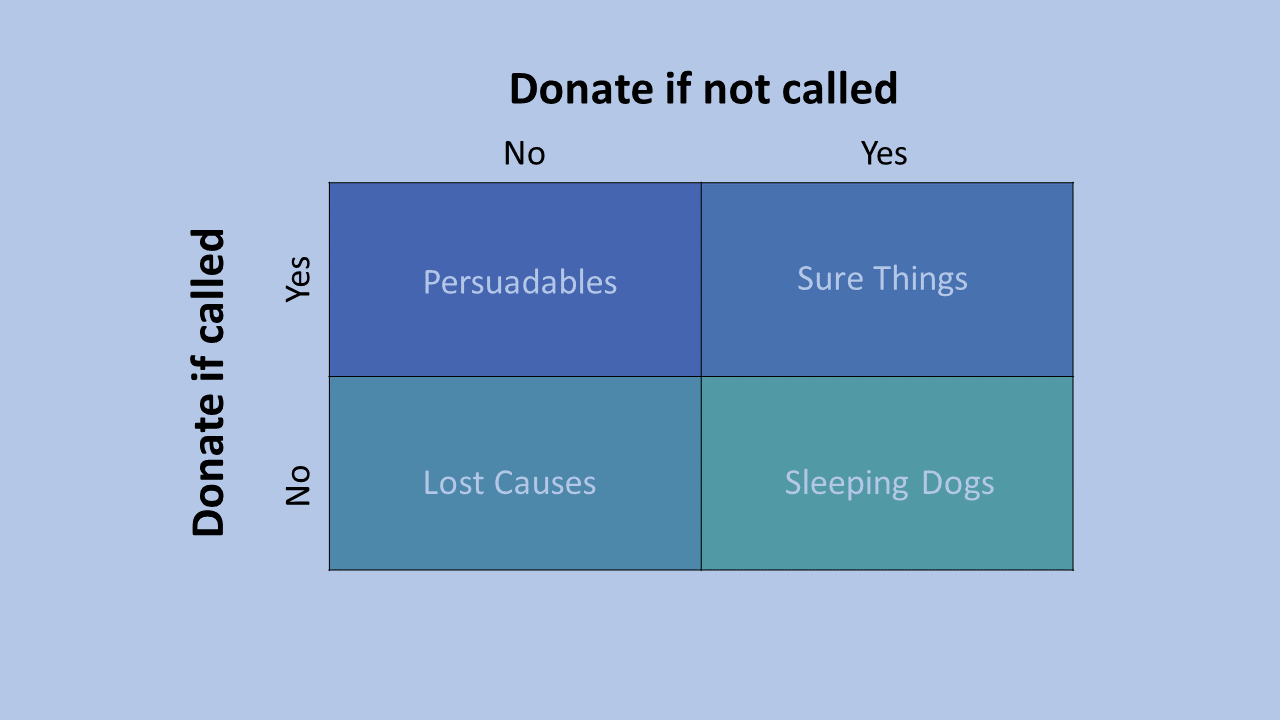 Donate if not called
No Yes
Donate if called
Yes
Persuadables
Sure Things
No
Lost Causes
Sleeping Dogs